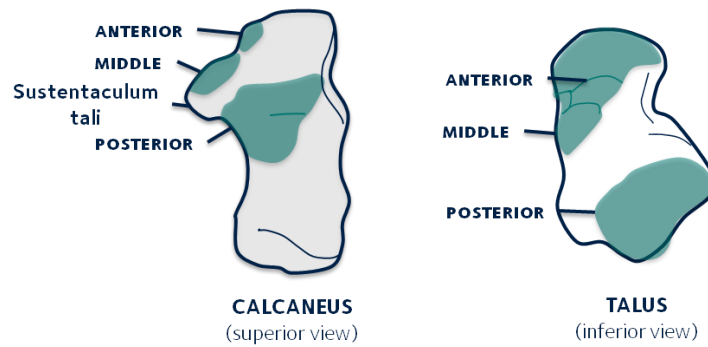 ANTERIOR
MIDDLE
Sustentaculum
tali
POSTERIOR
CALCANEUS
(superior view)
ANTERIOR
MIDDLE
POSTERIOR
TALUS
(inferior view)